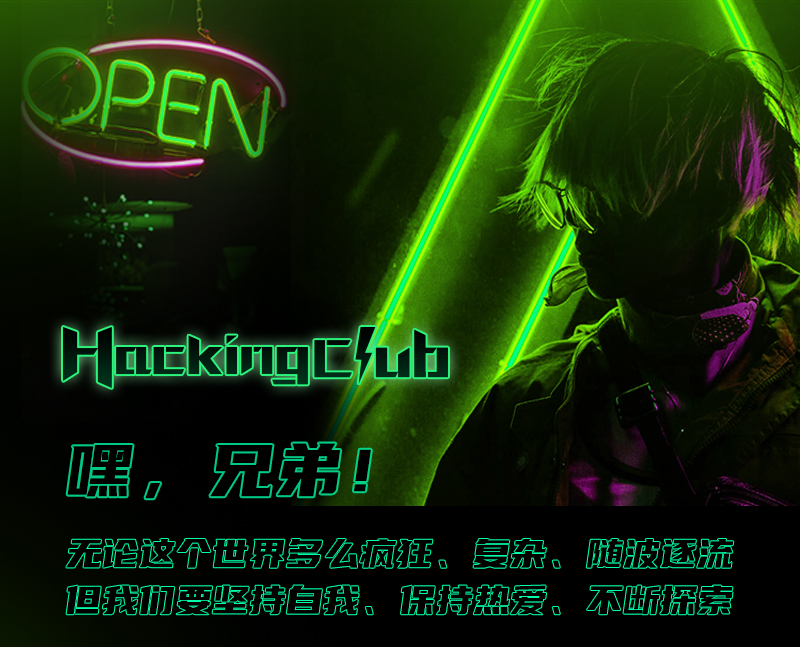 OPEN
HackingClub
嘿，兄弟！
无论这个世界多么疯狂、复杂、随波逐流
但我们要坚持自我、保持热爱、不断探索